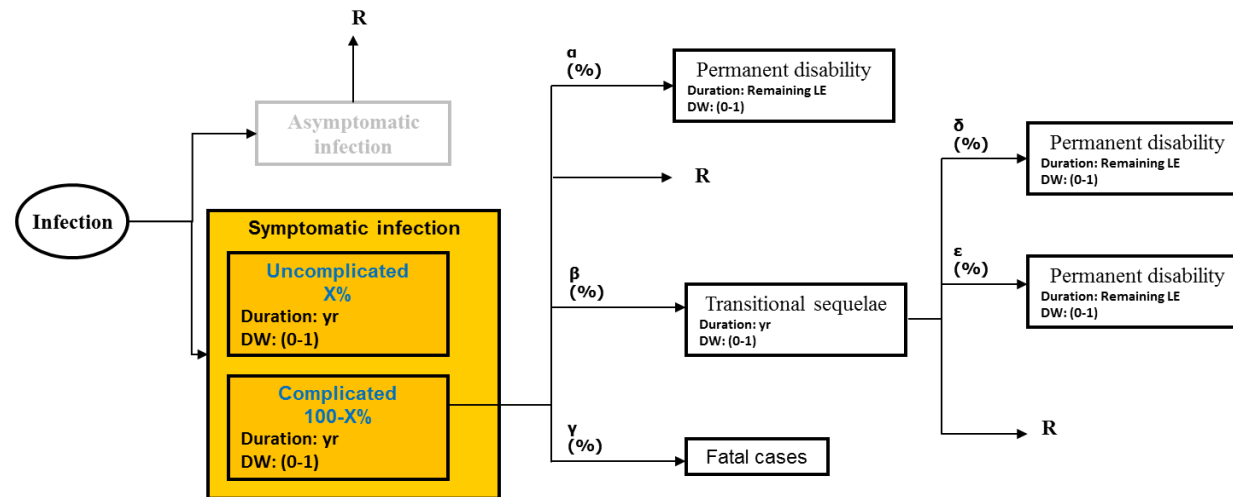 R
Asymptomatic
infection
Infection
Symptomatic infection
Uncomplicated
X%
Duration: yr
DW: (0-1)
Complicated
100-X%
Duration: yr
DW: (0-1)
α
(%)
Permanent disability
Duration: Remaining LE
DW: (0-1)
R
β
(%)
Transitional sequelae
Duration: yr
DW: (0-1)
γ
(%)
Fatal cases
δ
(%)
Permanent disability
Duration: Remaining LE
DW: (0-1)
ε
(%)
Permanent disability
Duration: Remaining LE
DW: (0-1)
R